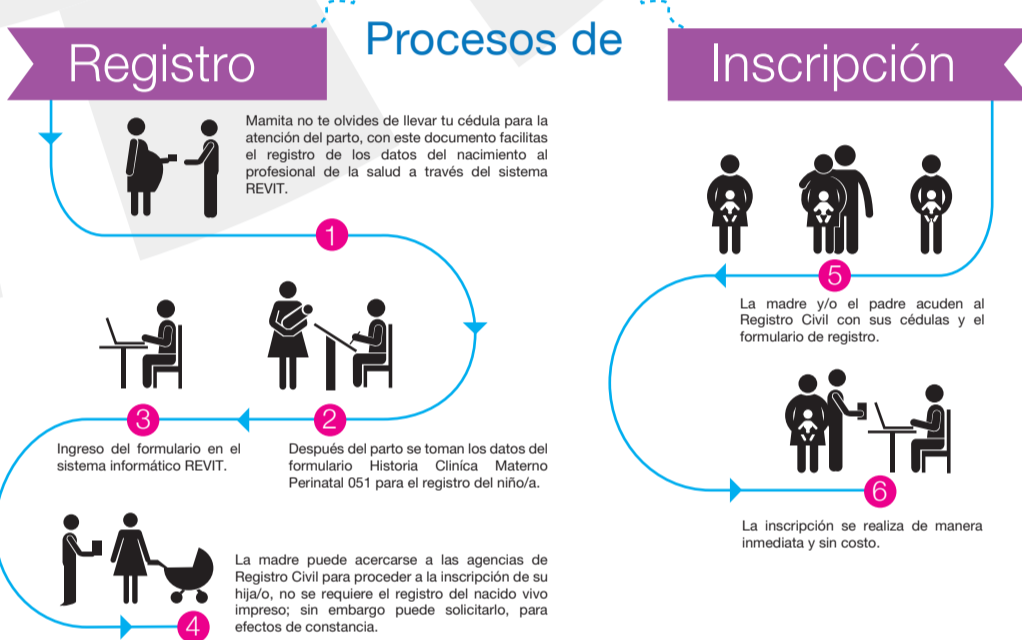 Procesos de
Registro
Mamita no te olvides de llevar tu cédula para la
atención del parto, con este documento facilitas
el registro de los datos del nacimiento al
profesional de la salud a través del sistema
REVIT.
1
2
Después del parto se toman los datos del
formulario Historia Cliníca Materno
Perinatal 051 para el registro del niño/a.
3
Ingreso del formulario en el
sistema informático REVIT.
4
La madre puede acercarse a las agencias de
Registro Civil para proceder a la inscripción de su
hija/o, no se requiere el registro del nacido vivo
impreso; sin embargo puede solicitarlo, para
efectos de constancia.
Inscripción
5
La madre y/o el padre acuden al
Registro Civil con sus cédulas y el
formulario de registro.
6
La inscripción se realiza de manera
inmediata y sin costo.